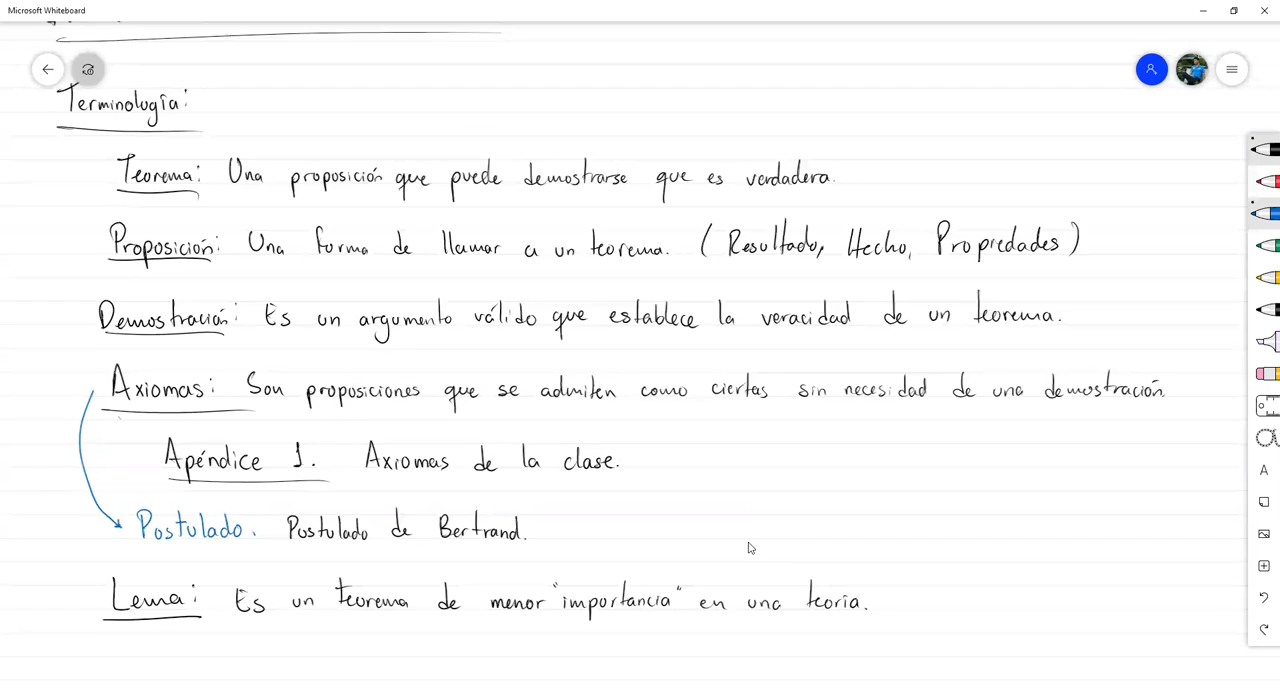 Microsoft Whiteboard
Terminología:
Teorema: Una proposición que puede demostrarse que es verdadera.
Proposición: Una forma de llamar a un teorema. (Resultado, Hecho, Propredades)
Demostración: Es un argumento válido que establece la veracidad de un teorema.
Axiomas: Son proposiciones que se admiten como ciertas sin necesidad de una demostración
Apéndice 1. Axiomas de la clase.
Postulado. Postulado de Bertrand.
Lema: Es un teorema de menor "importancia" en una teoría.
A